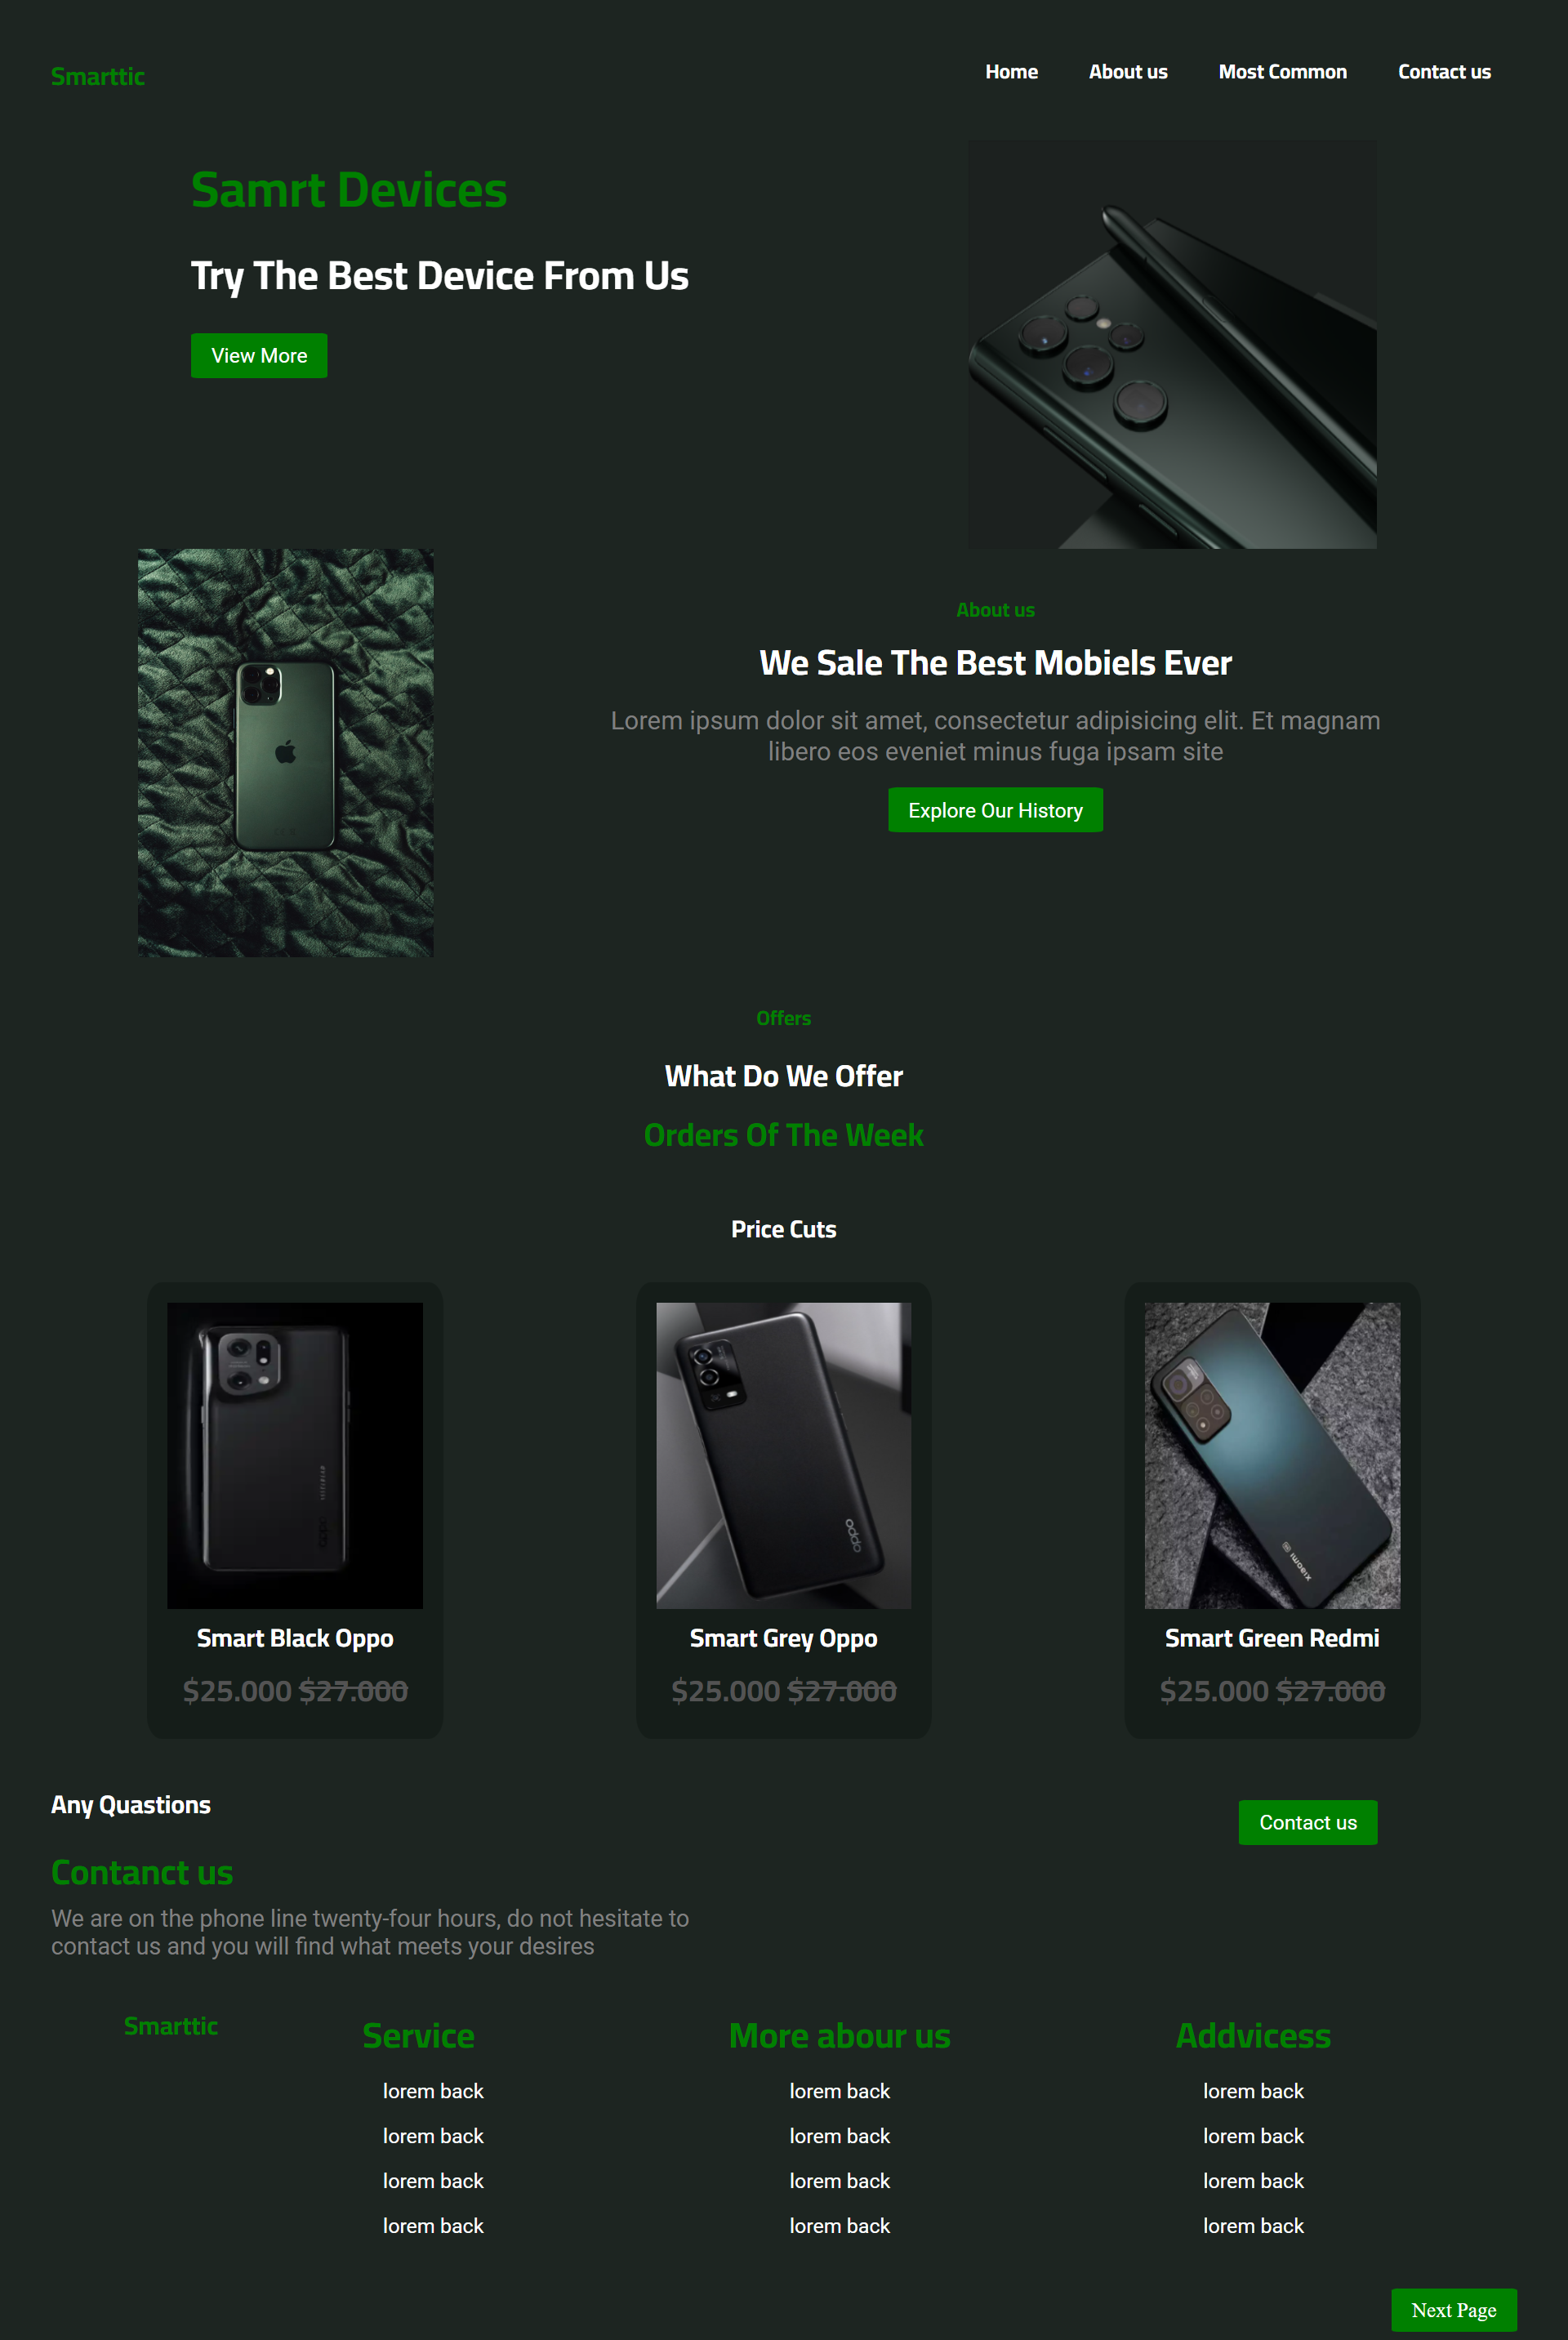 Smarttic
Home
About us
Most Common
Contact us
Samrt Devices
Try The Best Device From Us
View More
About us
We Sale The Best Mobiels Ever
Lorem ipsum dolor sit amet, consectetur adipisicing elit. Et magnam
libero eos eveniet minus fuga ipsam site
Explore Our History
Offers
What Do We Offer
Orders Of The Week
Price Cuts
oppo
xiaomi
Smart Black Oppo
$25.000 $27.000
Smart Grey Oppo
$25.000 $27.000
Smart Green Redmi
$25.000 $27.000
Any Quastions
Contact us
Contanct us
We are on the phone line twenty-four hours, do not hesitate to
contact us and you will find what meets your desires
Smarttic
Service
lorem back
lorem back
lorem back
lorem back
More abour us
lorem back
lorem back
lorem back
lorem back
Addvicess
lorem back
lorem back
lorem back
lorem back
Next Page